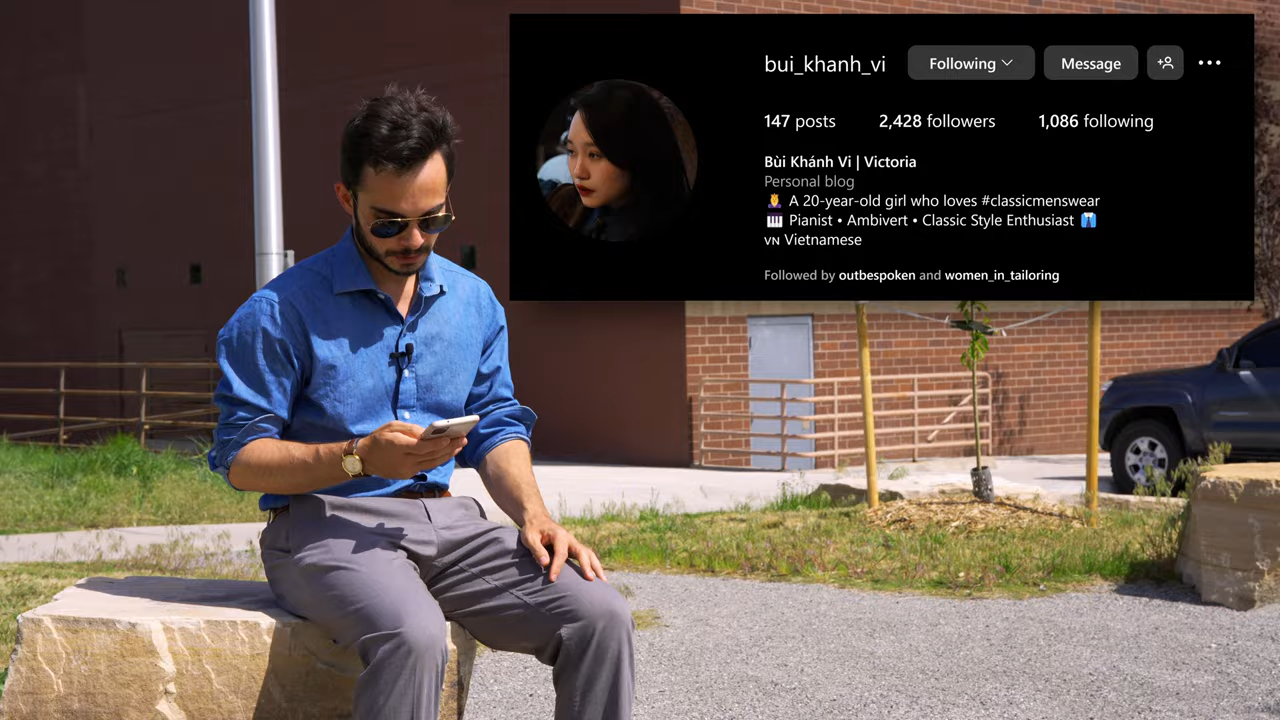 bui_khanh_vi Following Message
147 posts 2,428 followers 1,086 following
Bùi Khánh Vi | Victoria
Personal blog
A 20-year-old girl who loves #classicmenswear
Pianist • Ambivert • Classic Style Enthusiast
VN Vietnamese
Followed by outbespoken and women_in_tailoring